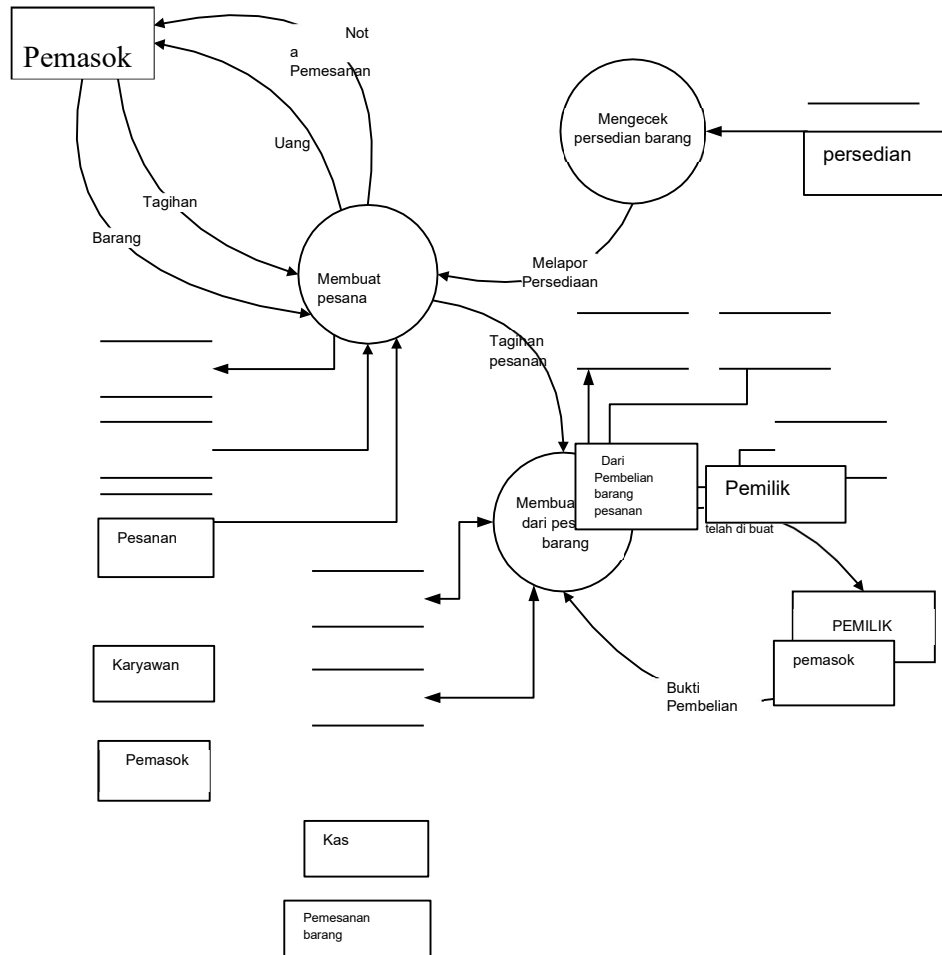 Pemasok
Not
a
Pemesanan
Uang
Tagihan
Barang
Mengecek
persedian barang
persedian
Melapor
Persediaan
Membuat
pesana
Tagihan
pesanan
Dari
Pembelian
barang
pesanan
Pemilik
telah di buat
Membua
dari pes
barang
Pesanan
PEMILIK
pemasok
Karyawan
Bukti
Pembelian
Pemasok
Kas
Pemesanan
barang